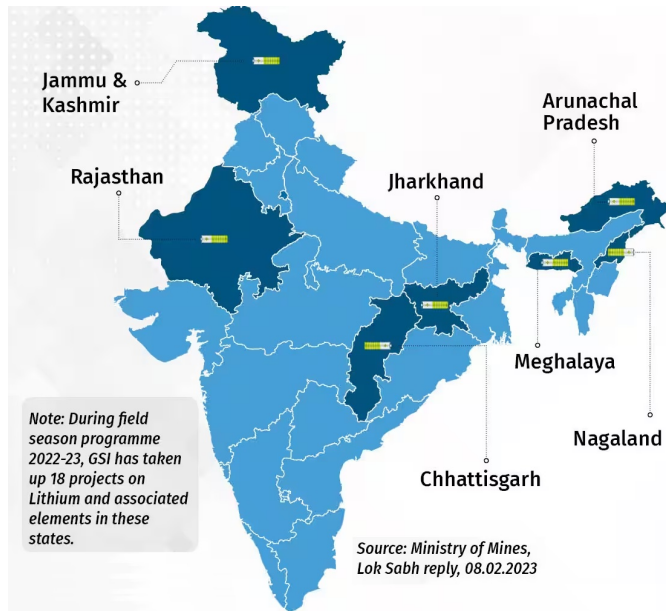 Jammu &
Kashmir
Arunachal
Pradesh
Rajasthan
Jharkhand
Meghalaya
Nagaland
Chhattisgarh
Note: During field
season programme
2022-23, GSI has taken
up 18 projects on
Lithium and associated
elements in these
states.
Source: Ministry of Mines,
Lok Sabh reply, 08.02.2023